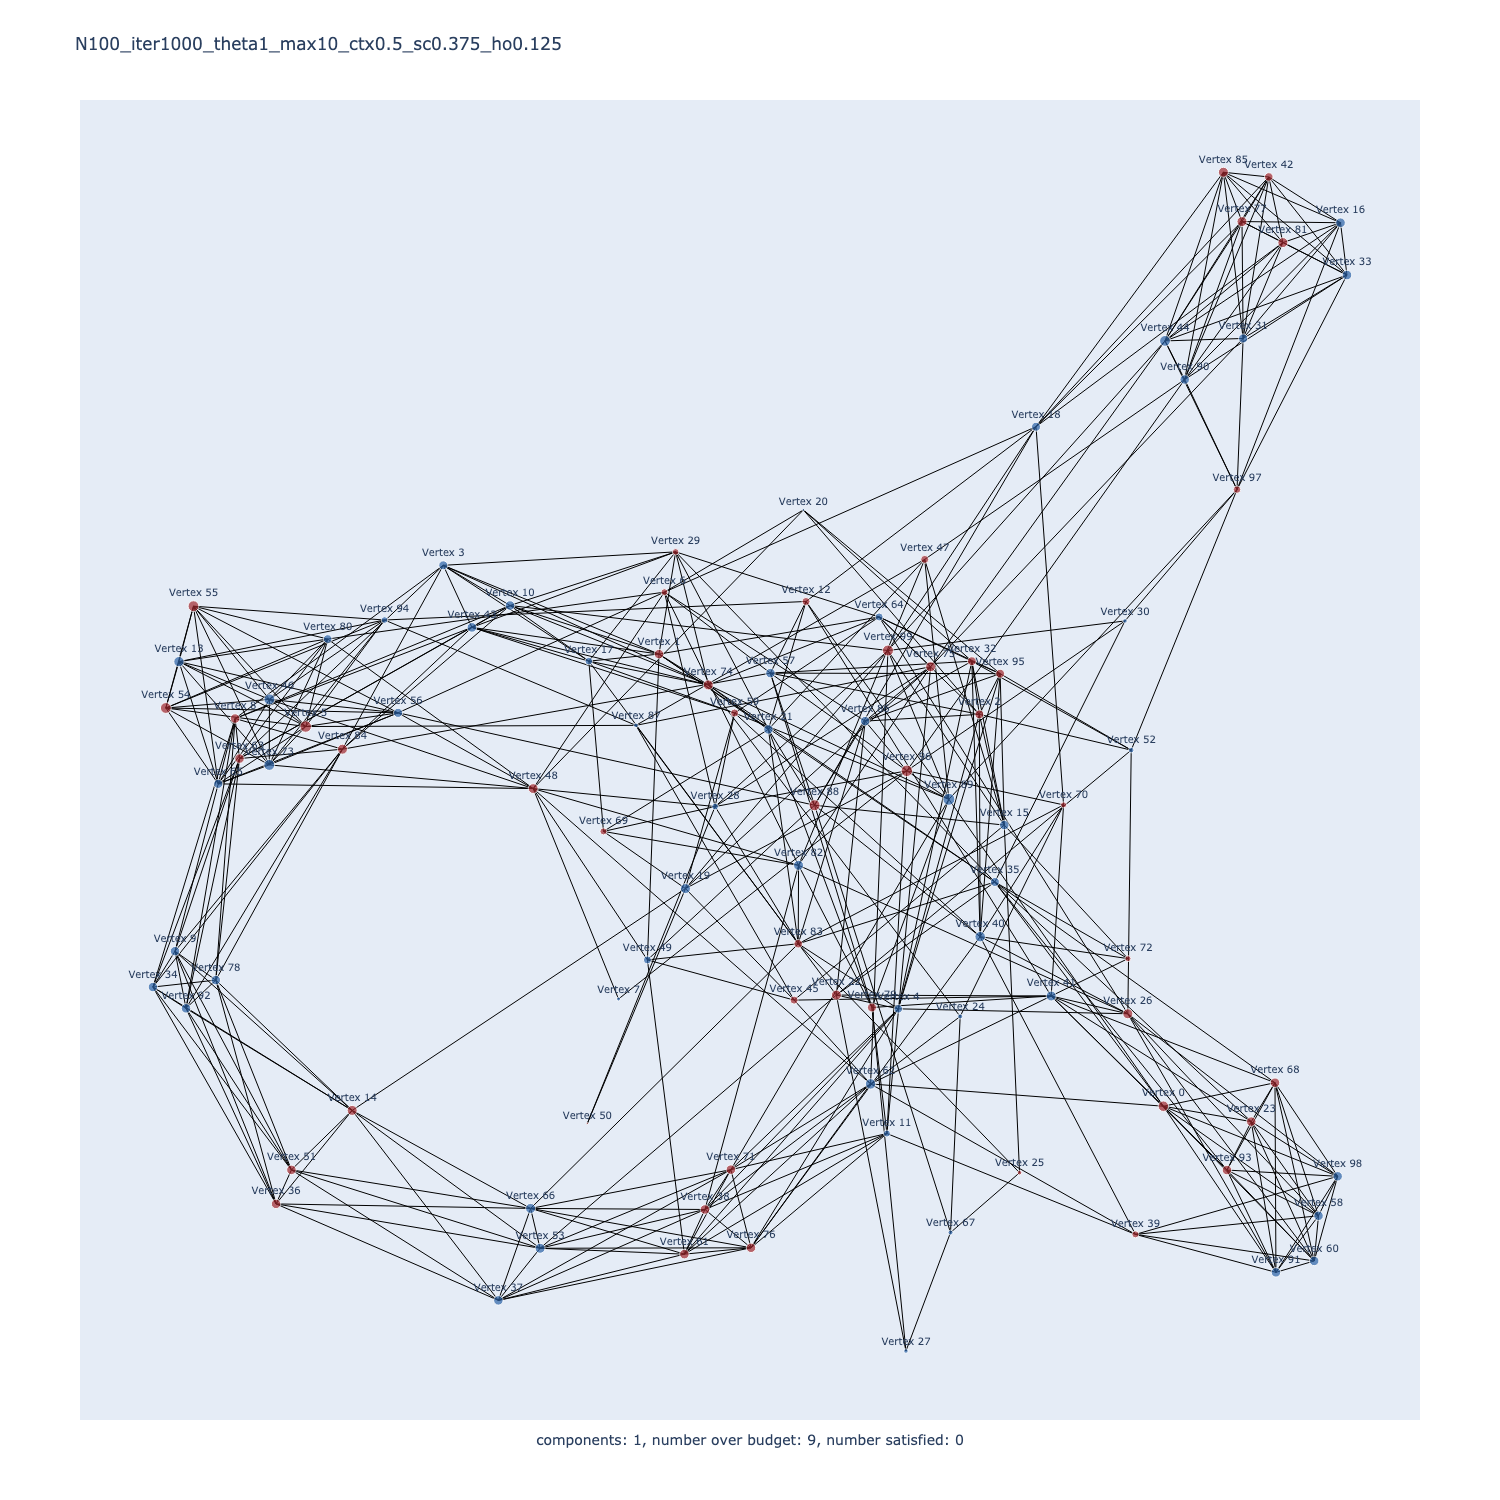 N100_iter1000_theta1_max10_ctx0.5_sc0.375_ho0.125
Vertex 85
Vertex 42
Vertex 77
Vertex 16
Vertex 81
Vertex 33
Vertex 44
Vertex 31
Vertex 90
Vertex 18
Vertex 97
Vertex 20
Vertex 29
Vertex 3
Vertex 47
Vertex 6
Vertex 12
Vertex 55
Vertex 10
Vertex 94
Vertex 64
Vertex 30
Vertex 80
Vertex 13
Vertex 17
Vertex 1
Vertex 99
Vertex 32
Vertex 95
Vertex 74
Vertex 57
Vertex 54
Vertex 56
Vertex 2
Vertex 87
Vertex 21
Vertex 52
Vertex 84
Vertex 73
Vertex 48
Vertex 28
Vertex 88
Vertex 89
Vertex 70
Vertex 15
Vertex 69
Vertex 82
Vertex 19
Vertex 35
Vertex 9
Vertex 49
Vertex 83
Vertex 40
Vertex 72
Vertex 34
Vertex 78
Vertex 92
Vertex 7
Vertex 45
Vertex 22
Vertex 4
Vertex 24
Vertex 26
Vertex 68
Vertex 14
Vertex 0
Vertex 50
Vertex 11
Vertex 23
Vertex 51
Vertex 71
Vertex 25
Vertex 93
Vertex 98
Vertex 36
Vertex 66
Vertex 38
Vertex 58
Vertex 53
Vertex 61
Vertex 76
Vertex 67
Vertex 39
Vertex 60
Vertex 91
Vertex 37
Vertex 27
components: 1, number over budget: 9, number satisfied: 0